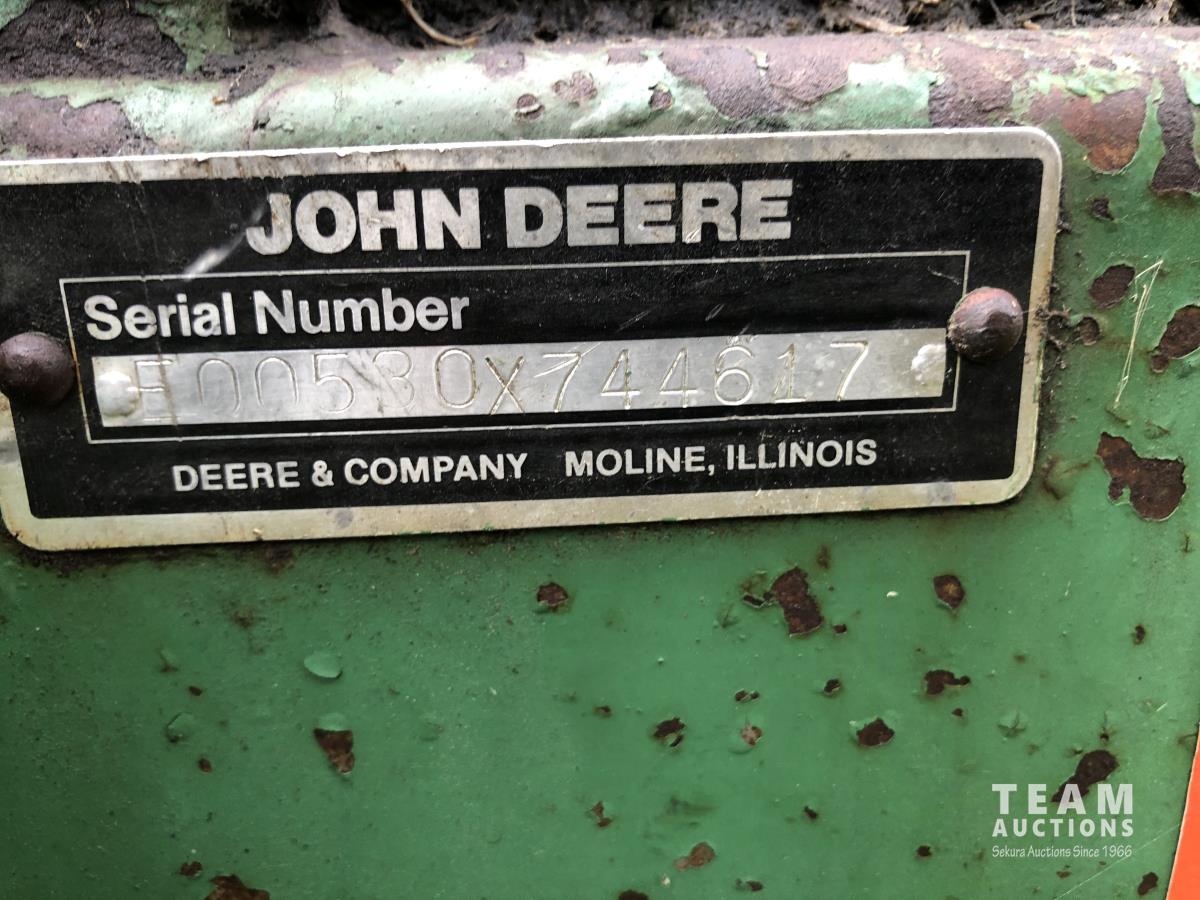 JOHN DEERE
Serial Number
E00530X744617
DEERE & COMPANY MOLINE, ILLINOIS
TEAM
AUCTIONS
Sekura Auctions Since 1966